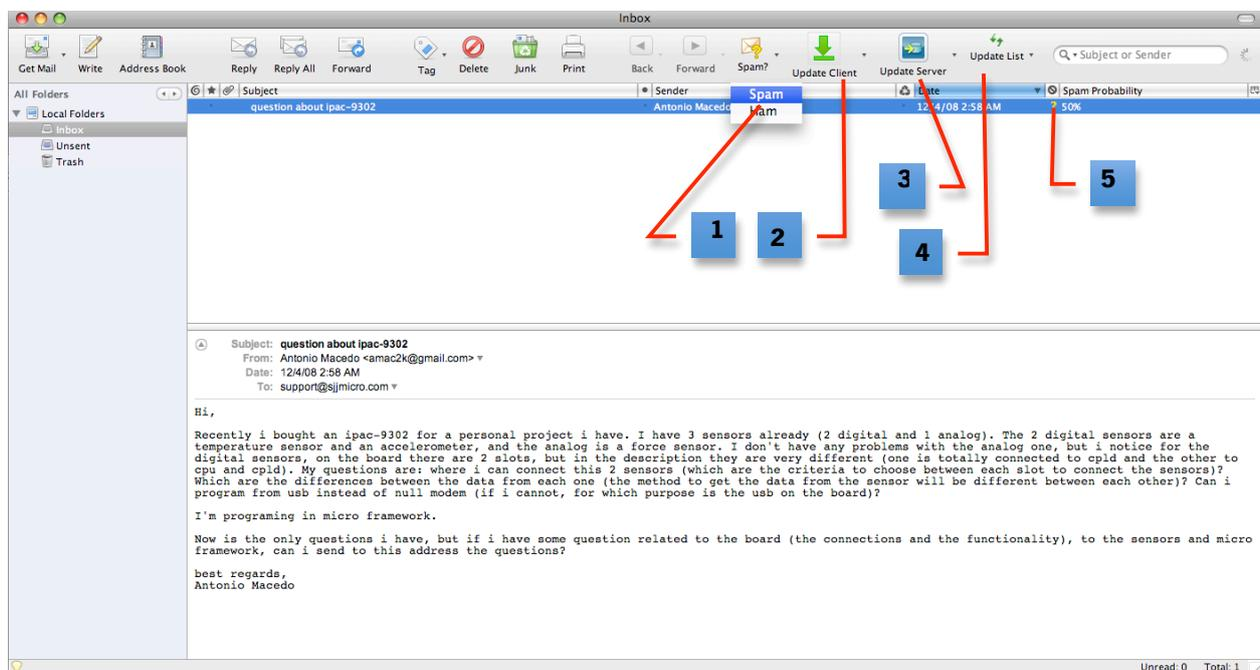 Inbox
Get Mail Write Address Book Reply Reply All Forward Tag Delete Junk Print Back Forward Spam? Update Client Update Server Update List Subject or Sender
All Folders
Subject Sender Date Spam Probability
question about ipac-9302 Antonio Macedo 12/4/08 2:58 AM ? 50%
Spam
Ham
Local Folders
Inbox
Unsent
Trash
1
2
3
4
5
Subject: question about ipac-9302
From: Antonio Macedo <amac2k@gmail.com>
Date: 12/4/08 2:58 AM
To: support@sjjmicro.com
Hi,
Recently i bought an ipac-9302 for a personal project i have. I have 3 sensors already (2 digital and 1 analog). The 2 digital sensors are a
temperature sensor and an accelerometer, and the analog is a force sensor. I don't have any problems with the analog one, but i notice for the
digital sensors, on the board there are 2 slots, but in the description they are very different (one is totally connected to cpld and the other to
cpu and cpld). My questions are: where i can connect this 2 sensors (which are the criteria to choose between each slot to connect the sensors)?
Which are the differences between the data from each one (the method to get the data from the sensor will be different between each other)? Can i
program from usb instead of null modem (if i cannot, for which purpose is the usb on the board)?
I'm programing in micro framework.
Now is the only questions i have, but if i have some question related to the board (the connections and the functionality), to the sensors and micro
framework, can i send to this address the questions?
best regards,
Antonio Macedo
Unread: 0 Total: 1